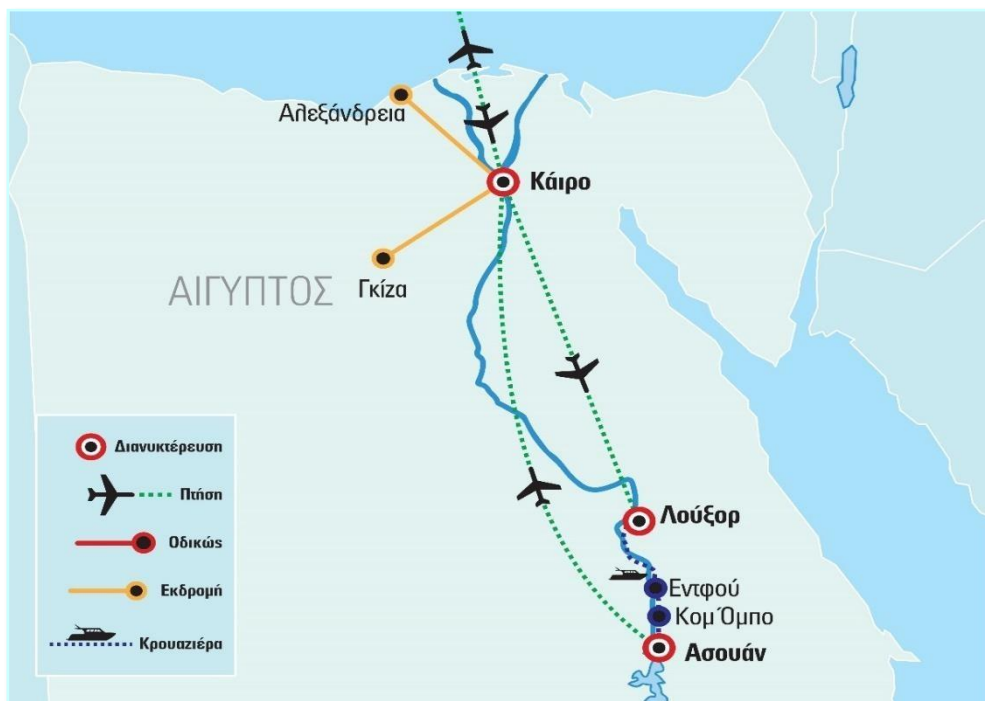 Αλεξάνδρεια
Κάιρο
Γκίζα
ΑΙΓΥΠΤΟΣ
Λούξορ
Εντφού
Κομ Όμπο
Ασουάν
Διανυκτέρευση
Πτήση
Οδικώς
Εκδρομή
Κρουαζιέρα